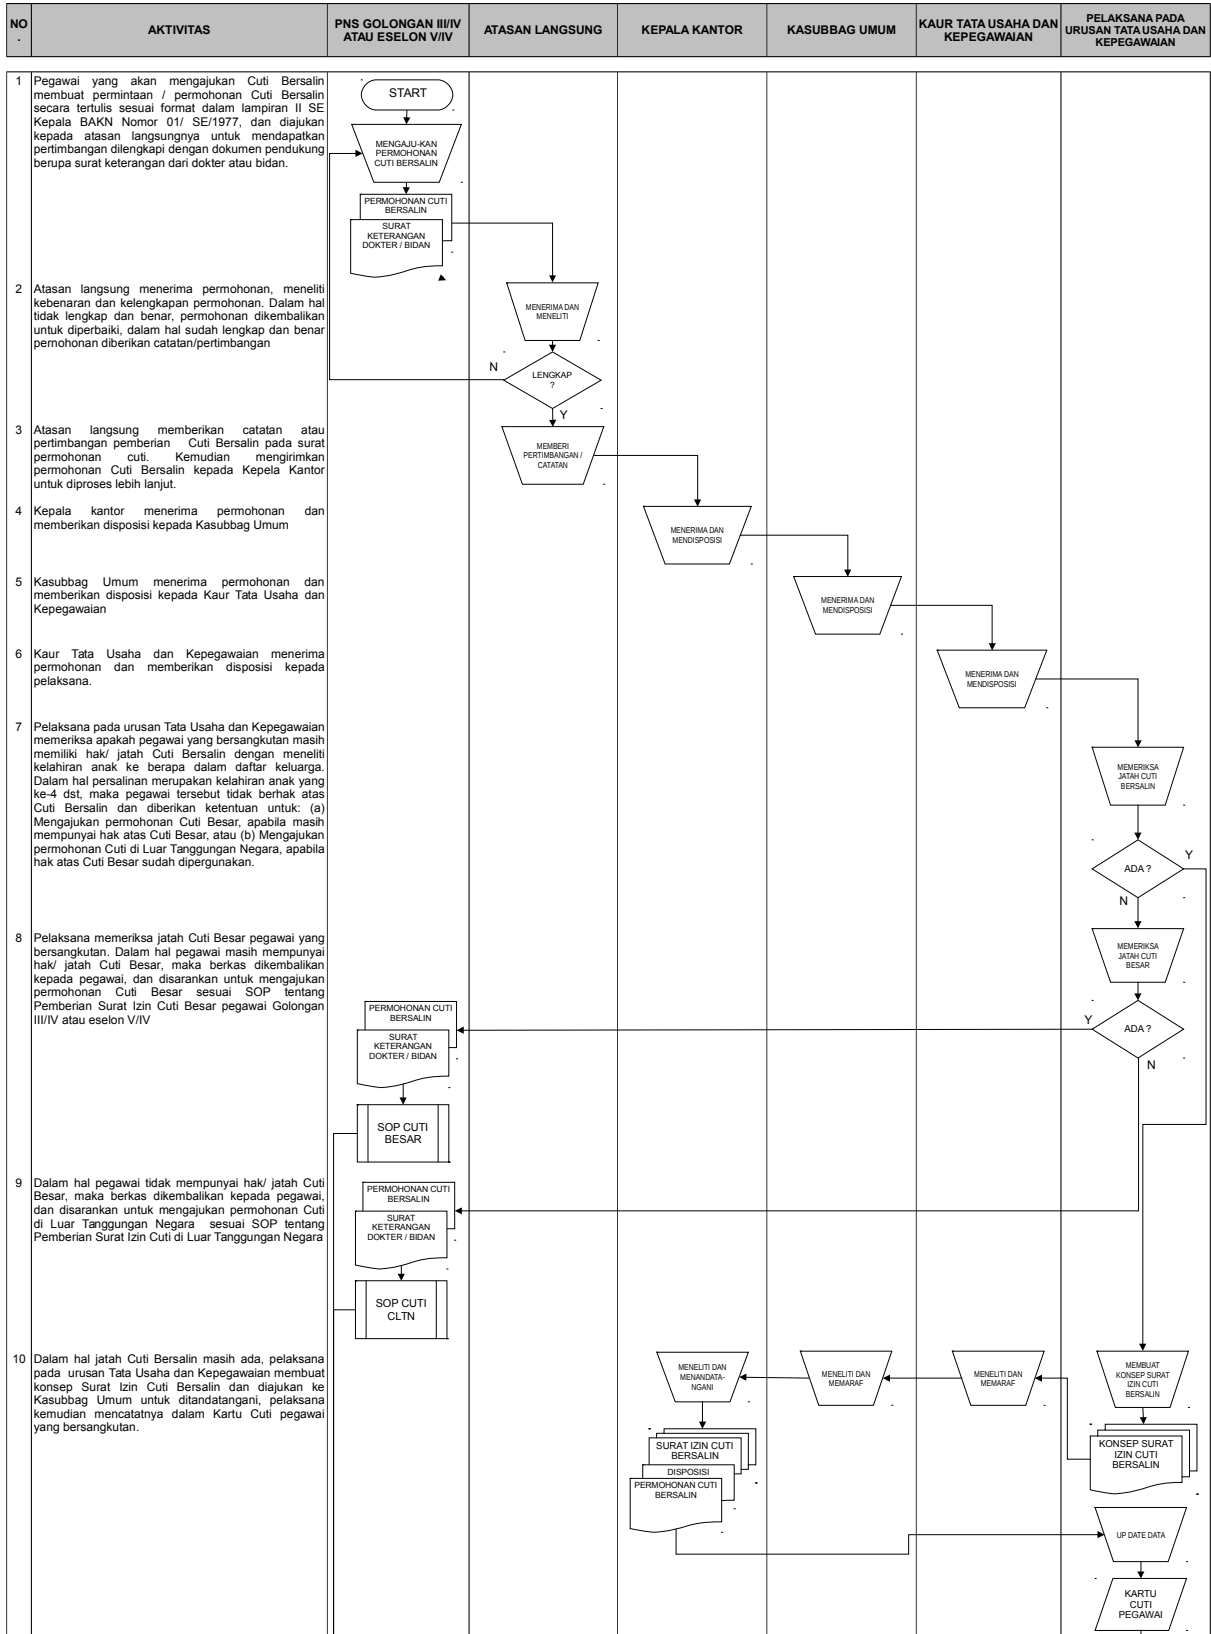 NO
.
AKTIVITAS
PNS GOLONGAN III/IV
ATAU ESELON V/IV
ATASAN LANGSUNG
KEPALA KANTOR
KASUBBAG UMUM
KAUR TATA USAHA DAN
KEPEGAWAIAN
PELAKSANA PADA
URUSAN TATA USAHA DAN
KEPEGAWAIAN
1 Pegawai yang akan mengajukan Cuti Bersalin
membuat permintaan / permohonan Cuti Bersalin
secara tertulis sesuai format dalam lampiran II SE
Kepala BAKN Nomor 01/ SE/1977, dan diajukan
kepada atasan langsungnya untuk mendapatkan
pertimbangan dilengkapi dengan dokumen pendukung
berupa surat keterangan dari dokter atau bidan.
START
MENGAJU-KAN
PERMOHONAN
CUTI BERSALIN
PERMOHONAN CUTI
BERSALIN
SURAT
KETERANGAN
DOKTER / BIDAN
2 Atasan langsung menerima permohonan, meneliti
kebenaran dan kelengkapan permohonan. Dalam hal
tidak lengkap dan benar, permohonan dikembalikan
untuk diperbaiki, dalam hal sudah lengkap dan benar
pernohonan diberikan catatan/pertimbangan
MENERIMA DAN
MENELITI
N
LENGKAP
?
Y
3 Atasan langsung memberikan catatan atau
pertimbangan pemberian Cuti Bersalin pada surat
permohonan cuti. Kemudian mengirimkan
permohonan Cuti Bersalin kepada Kepela Kantor
untuk diproses lebih lanjut.
MEMBERI
PERTIMBANGAN /
CATATAN
4 Kepala kantor menerima permohonan dan
memberikan disposisi kepada Kasubbag Umum
MENERIMA DAN
MENDISPOSISI
5 Kasubbag Umum menerima permohonan dan
memberikan disposisi kepada Kaur Tata Usaha dan
Kepegawaian
MENERIMA DAN
MENDISPOSISI
6 Kaur Tata Usaha dan Kepegawaian menerima
permohonan dan memberikan disposisi kepada
pelaksana.
MENERIMA DAN
MENDISPOSISI
7 Pelaksana pada urusan Tata Usaha dan Kepegawaian
memeriksa apakah pegawai yang bersangkutan masih
memiliki hak/ jatah Cuti Bersalin dengan meneliti
kelahiran anak ke berapa dalam daftar keluarga.
Dalam hal persalinan merupakan kelahiran anak yang
ke-4 dst, maka pegawai tersebut tidak berhak atas
Cuti Bersalin dan diberikan ketentuan untuk: (a)
Mengajukan permohonan Cuti Besar, apabila masih
mempunyai hak atas Cuti Besar, atau (b) Mengajukan
permohonan Cuti di Luar Tanggungan Negara, apabila
hak atas Cuti Besar sudah dipergunakan.
MEMERIKSA
JATAH CUTI
BERSALIN
ADA ?
Y
N
8 Pelaksana memeriksa jatah Cuti Besar pegawai yang
bersangkutan. Dalam hal pegawai masih mempunyai
hak/ jatah Cuti Besar, maka berkas dikembalikan
kepada pegawai, dan disarankan untuk mengajukan
permohonan Cuti Besar sesuai SOP tentang
Pemberian Surat Izin Cuti Besar pegawai Golongan
III/IV atau eselon V/IV
MEMERIKSA
JATAH CUTI
BESAR
Y
ADA ?
N
PERMOHONAN CUTI
BERSALIN
SURAT
KETERANGAN
DOKTER / BIDAN
SOP CUTI
BESAR
9 Dalam hal pegawai tidak mempunyai hak/ jatah Cuti
Besar, maka berkas dikembalikan kepada pegawai,
dan disarankan untuk mengajukan permohonan Cuti
di Luar Tanggungan Negara sesuai SOP tentang
Pemberian Surat Izin Cuti di Luar Tanggungan Negara
PERMOHONAN CUTI
BERSALIN
SURAT
KETERANGAN
DOKTER / BIDAN
SOP CUTI
CLTN
10 Dalam hal jatah Cuti Bersalin masih ada, pelaksana
pada urusan Tata Usaha dan Kepegawaian membuat
konsep Surat Izin Cuti Bersalin dan diajukan ke
Kasubbag Umum untuk ditandatangani, pelaksana
kemudian mencatatnya dalam Kartu Cuti pegawai
yang bersangkutan.
MENELITI DAN
MENANDATA-
NGANI
MENELITI DAN
MEMARAF
MENELITI DAN
MEMARAF
MEMBUAT
KONSEP SURAT
IZIN CUTI
BERSALIN
SURAT IZIN CUTI
BERSALIN
DISPOSISI
PERMOHONAN CUTI
BERSALIN
KONSEP SURAT
IZIN CUTI
BERSALIN
UP DATE DATA
KARTU
CUTI
PEGAWAI